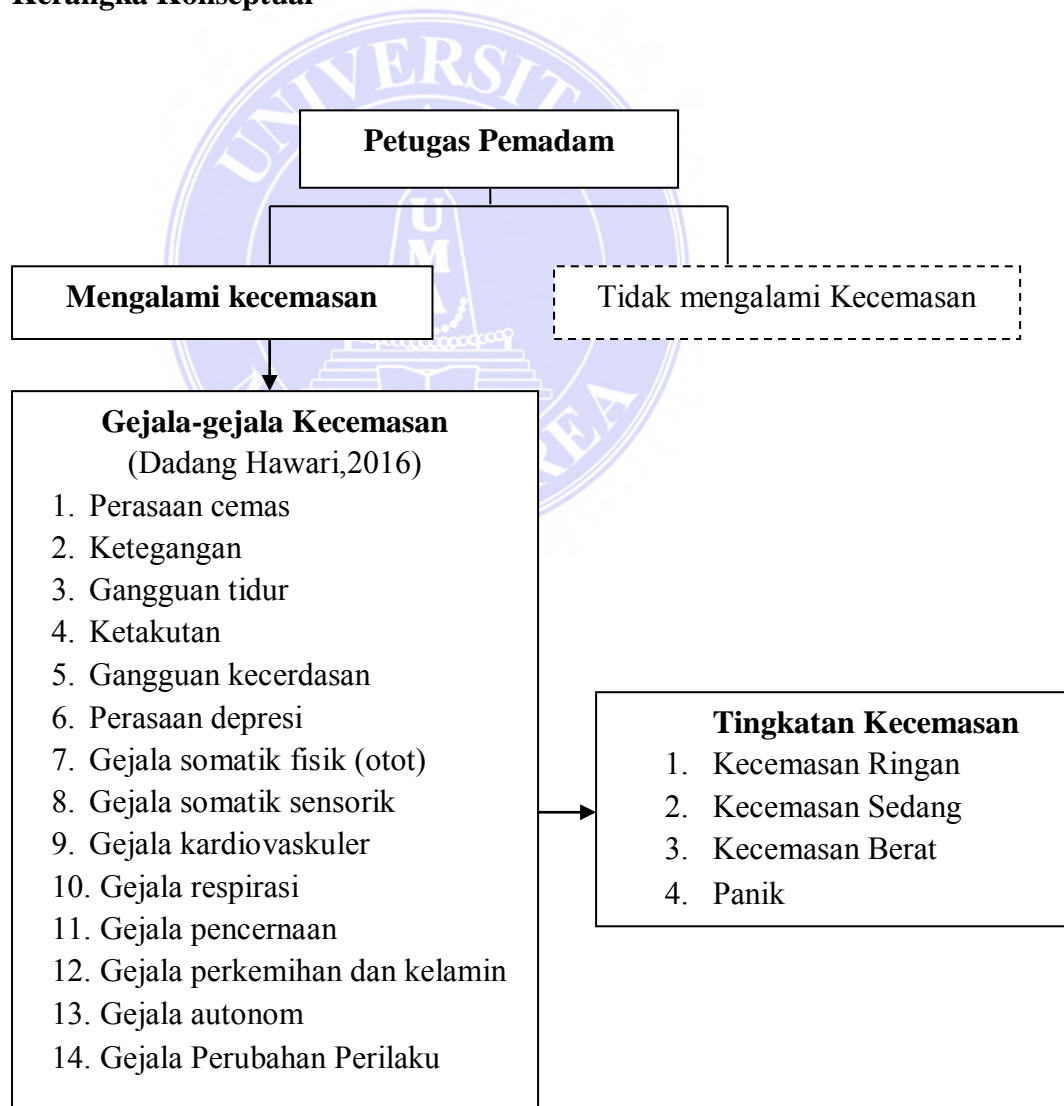 Kerangka Konseptual
UNIVERSIT
UMA
AREA
Petugas Pemadam
Mengalami kecemasan
Tidak mengalami Kecemasan
Gejala-gejala Kecemasan
(Dadang Hawari,2016)
1. Perasaan cemas
2. Ketegangan
3. Gangguan tidur
4. Ketakutan
5. Gangguan kecerdasan
6. Perasaan depresi
7. Gejala somatik fisik (otot)
8. Gejala somatik sensorik
9. Gejala kardiovaskuler
10. Gejala respirasi
11. Gejala pencernaan
12. Gejala perkemihan dan kelamin
13. Gejala autonom
14. Gejala Perubahan Perilaku
Tingkatan Kecemasan
1. Kecemasan Ringan
2. Kecemasan Sedang
3. Kecemasan Berat
4. Panik